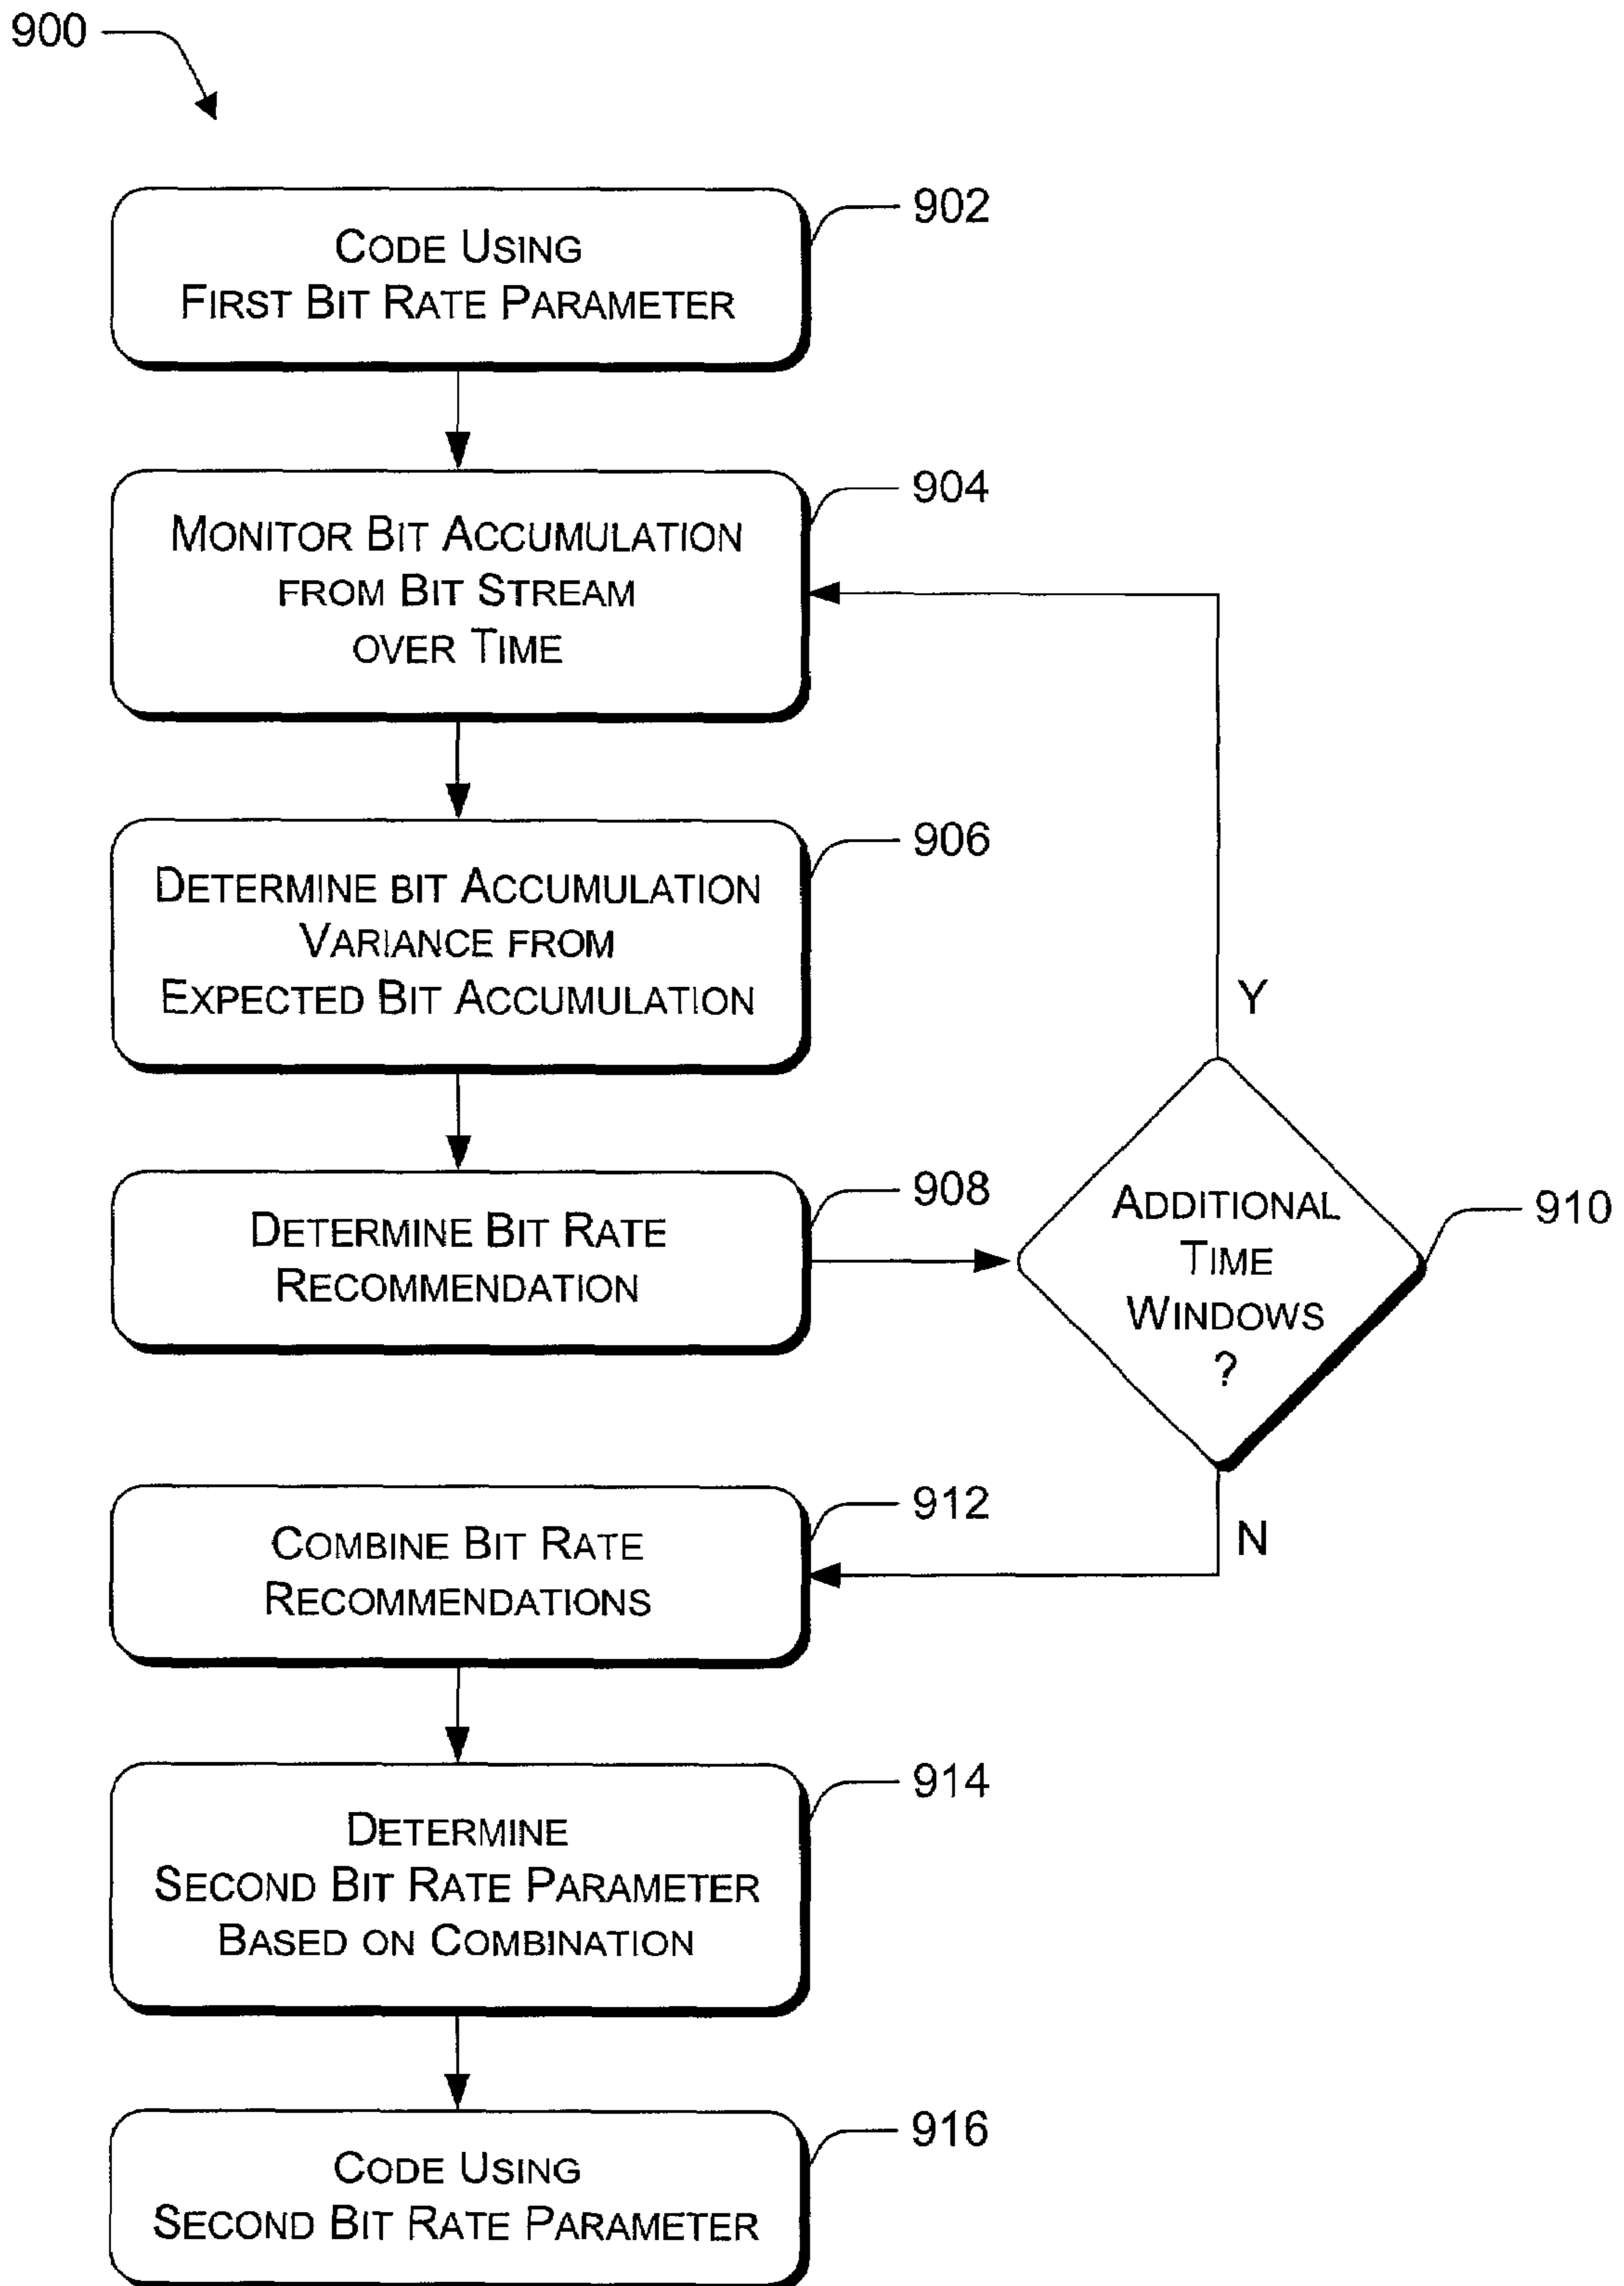 900
CODE USING
FIRST BIT RATE PARAMETER
902
MONITOR BIT ACCUMULATION
FROM BIT STREAM
OVER TIME
904
DETERMINE BIT ACCUMULATION
VARIANCE FROM
EXPECTED BIT ACCUMULATION
906
Y
DETERMINE BIT RATE
RECOMMENDATION
908
ADDITIONAL
TIME
WINDOWS
?
910
COMBINE BIT RATE
RECOMMENDATIONS
912
N
DETERMINE
SECOND BIT RATE PARAMETER
BASED ON COMBINATION
914
CODE USING
SECOND BIT RATE PARAMETER
916